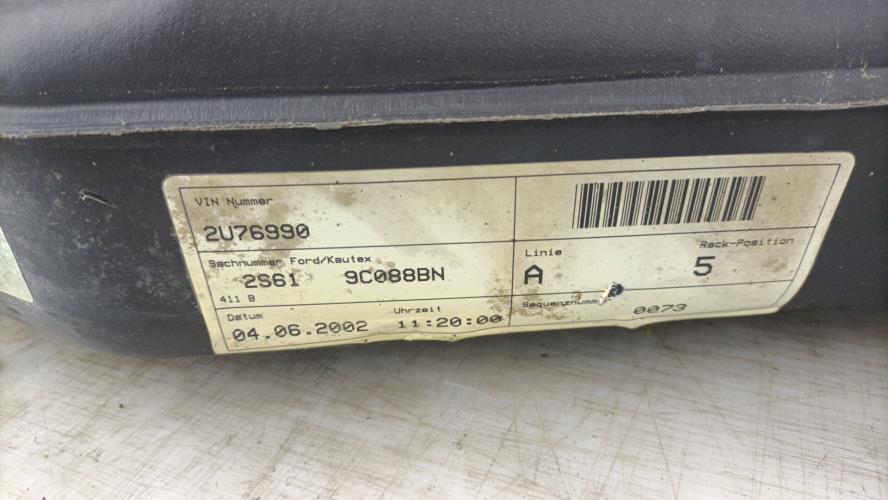 VIN Nummer
2U76990
Sachnummer Ford/Kautex
2S61 9C088BN
411 B
Datum
04.06.2002
Uhrzeit
11:20:00
Linie
A
Rack-Position
5
Sequenznumm
0073